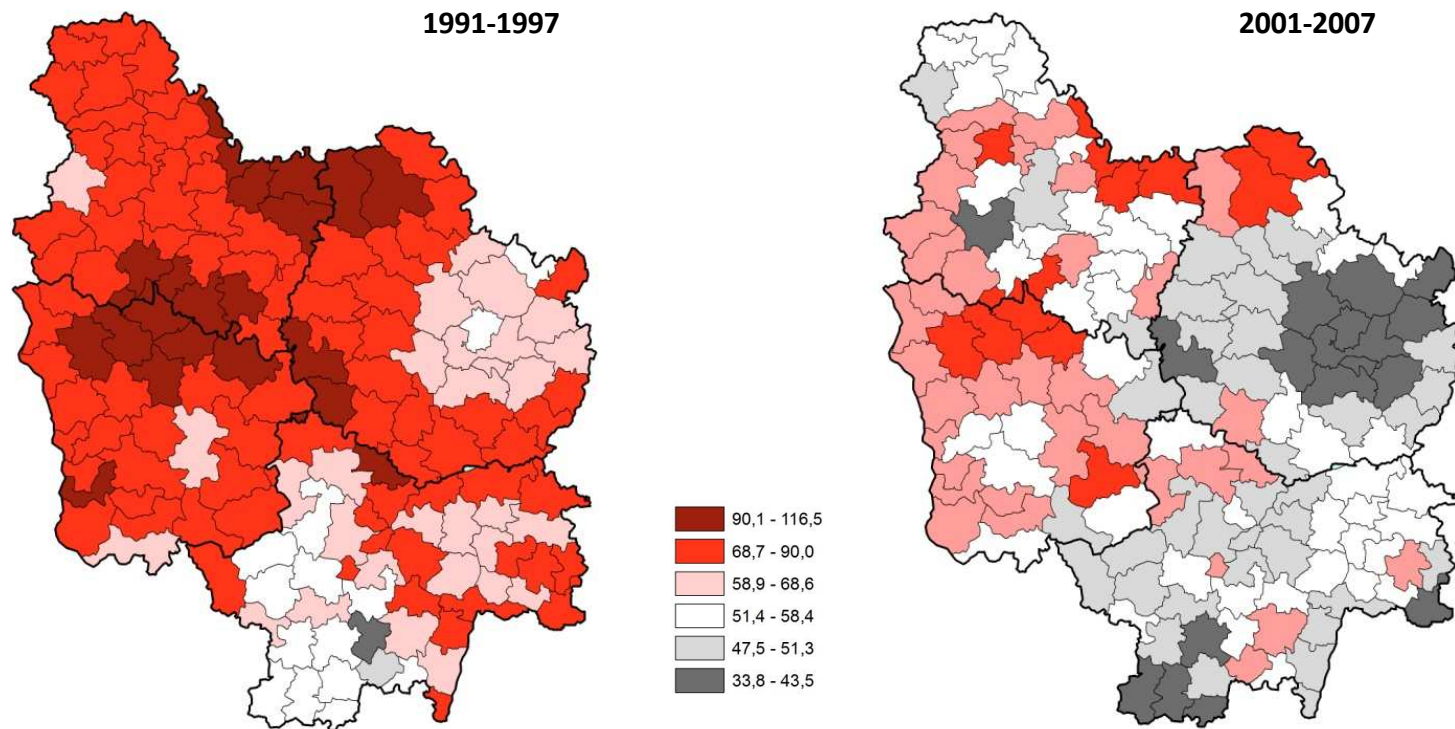 1991-1997
2001-2007
90,1 - 116,5
68,7 - 90,0
58,9 - 68,6
51,4 - 58,4
47,5 - 51,3
33,8 - 43,5